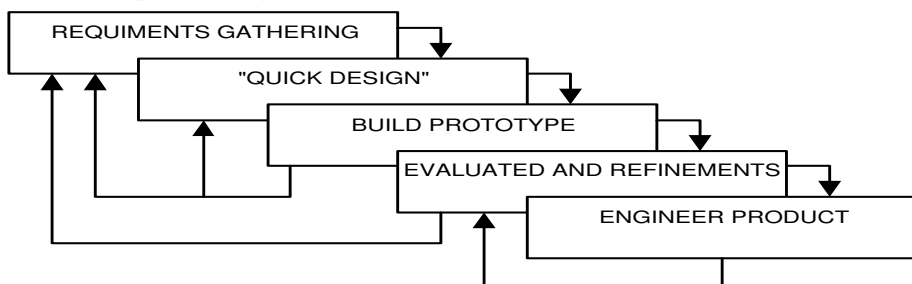 REQUIMENTS GATHERING
"QUICK DESIGN"
BUILD PROTOTYPE
EVALUATED AND REFINEMENTS
ENGINEER PRODUCT